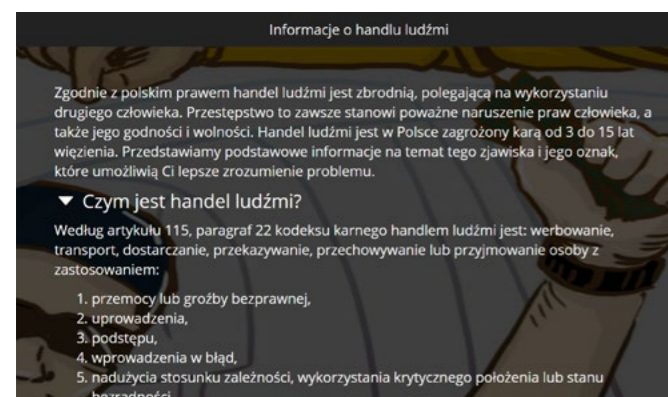 Informacje o handlu ludźmi
Zgodnie z polskim prawem handel ludźmi jest zbrodnią, polegającą na wykorzystaniu
drugiego człowieka. Przestępstwo to zawsze stanowi poważne naruszenie praw człowieka, a
także jego godności i wolności. Handel ludźmi jest w Polsce zagrożony karą od 3 do 15 lat
więzienia. Przedstawiamy podstawowe informacje na temat tego zjawiska i jego oznak,
które umożliwią Ci lepsze zrozumienie problemu.
▼ Czym jest handel ludźmi?
Według artykułu 115, paragraf 22 kodeksu karnego handlem ludźmi jest: werbowanie,
transport, dostarczanie, przekazywanie, przechowywanie lub przyjmowanie osoby z
zastosowaniem:
1. przemocy lub groźby bezprawnej,
2. uprowadzenia,
3. podstępu,
4. wprowadzenia w błąd,
5. nadużycia stosunku zależności, wykorzystania krytycznego położenia lub stanu
bezradności